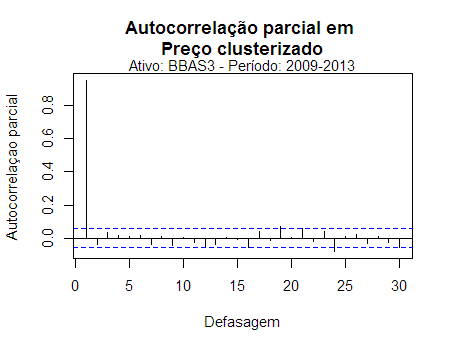 Autocorrelação parcial em
Preço clusterizado
Ativo: BBAS3 - Período: 2009-2013
Autocorrelaçao parcial
0.8
0.6
0.4
0.2
0.0
0 5 10 15 20 25 30
Defasagem